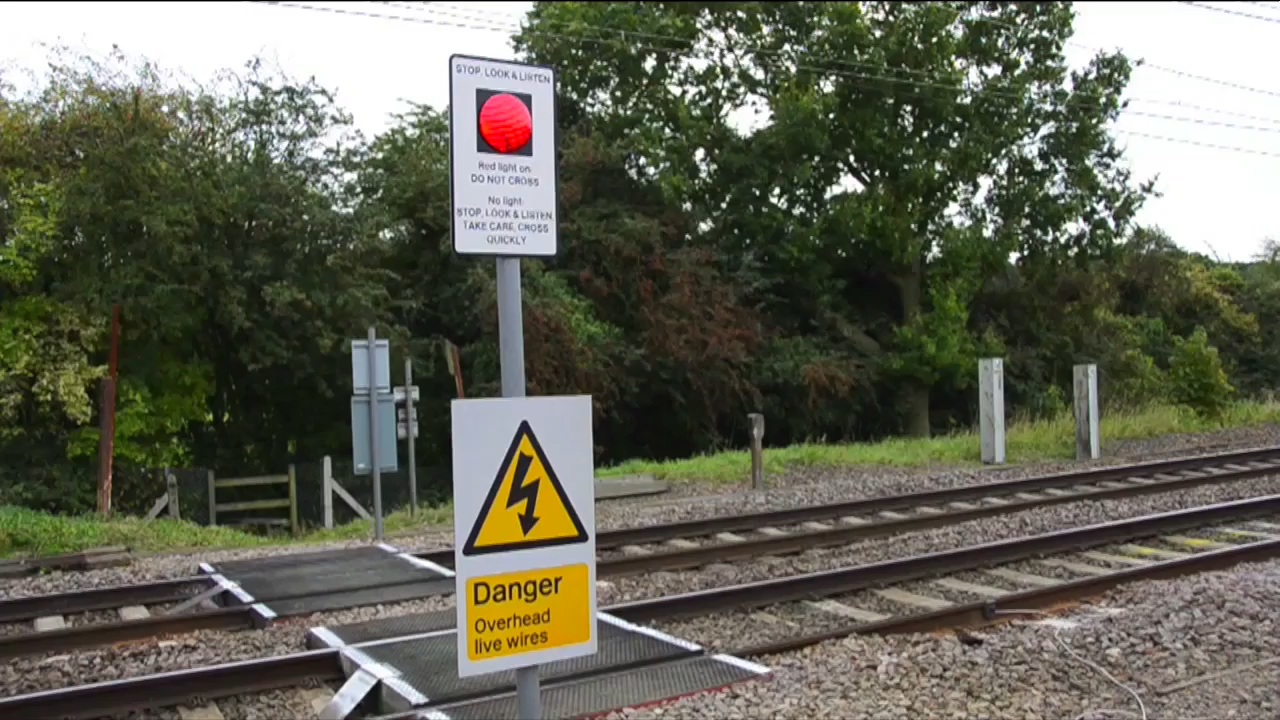 STOP, LOOK & LISTEN
Red light on
DO NOT CROSS
No light
STOP, LOOK & LISTEN
TAKE CARE, CROSS
QUICKLY
Danger
Overhead
live wires